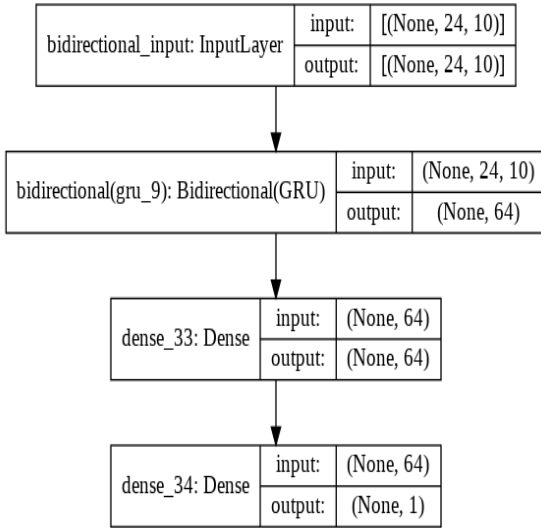 bidirectional_input: InputLayer
input: [(None, 24, 10)]
output: [(None, 24, 10)]
bidirectional(gru_9): Bidirectional(GRU)
input: (None, 24, 10)
output: (None, 64)
dense_33: Dense
input: (None, 64)
output: (None, 64)
dense_34: Dense
input: (None, 64)
output: (None, 1)